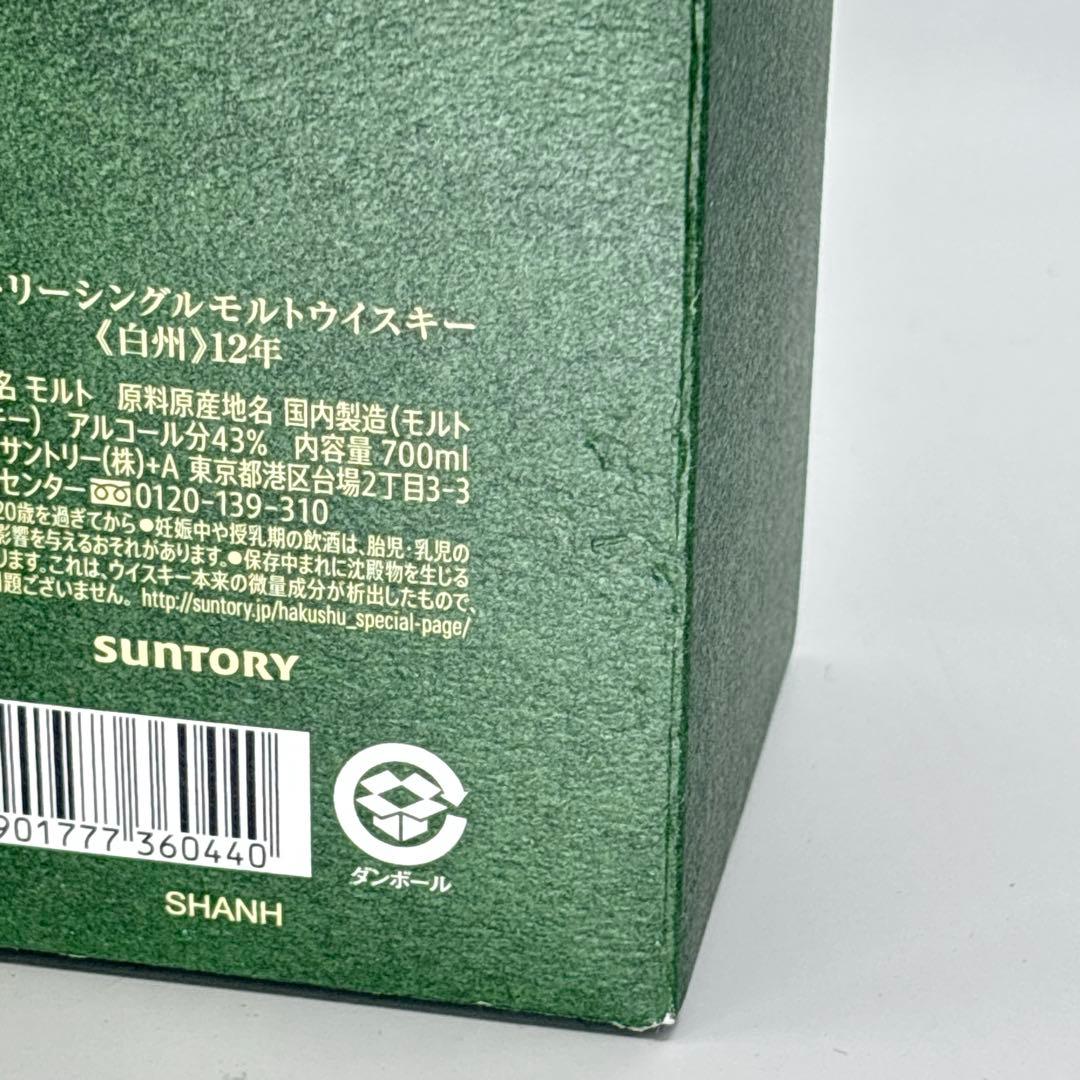 トリーシングルモルトウイスキー
《白州》12年
名 モルト 原料原産地名 国内製造(モルト
キー) アルコール分43% 内容量 700ml
サントリー(株)+A 東京都港区台場2丁目3-3
センター 0120-139-310
20歳を過ぎてから●妊娠中や授乳期の飲酒は、胎児・乳児の
影響を与えるおそれがあります。●保存中まれに沈殿物を生じる
ります。これは、ウイスキー本来の微量成分が析出したもので、
問題ございません。 http://suntory.jp/hakushu_special-page/
SUNTORY
901777 360440
ダンボール
SHANH